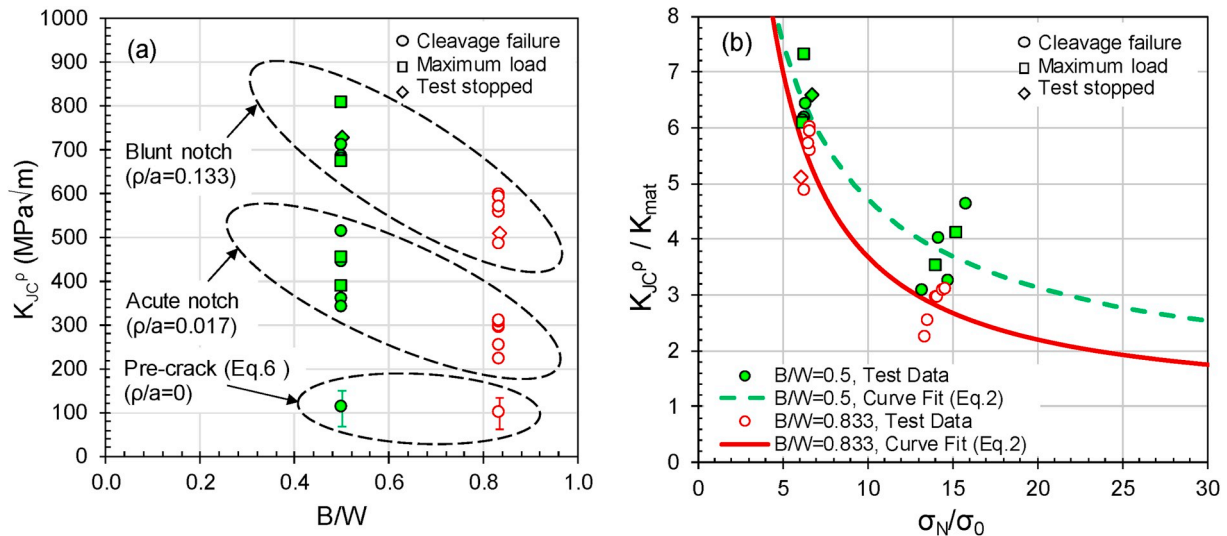 (a)
Cleavage failure
Maximum load
Test stopped
Blunt notch
(ρ/a=0.133)
Acute notch
(ρ/a=0.017)
Pre-crack (Eq.6 )
(ρ/a=0)
1000
900
800
700
600
500
400
300
200
100
0
K_JC^ρ (MPa√m)
0.0 0.2 0.4 0.6 0.8 1.0
B/W
(b)
Cleavage failure
Maximum load
Test stopped
8
7
6
5
4
3
2
1
0
K_JC^ρ / K_mat
B/W=0.5, Test Data
B/W=0.5, Curve Fit (Eq.2)
B/W=0.833, Test Data
B/W=0.833, Curve Fit (Eq.2)
0 5 10 15 20 25 30
σ_N/σ_0